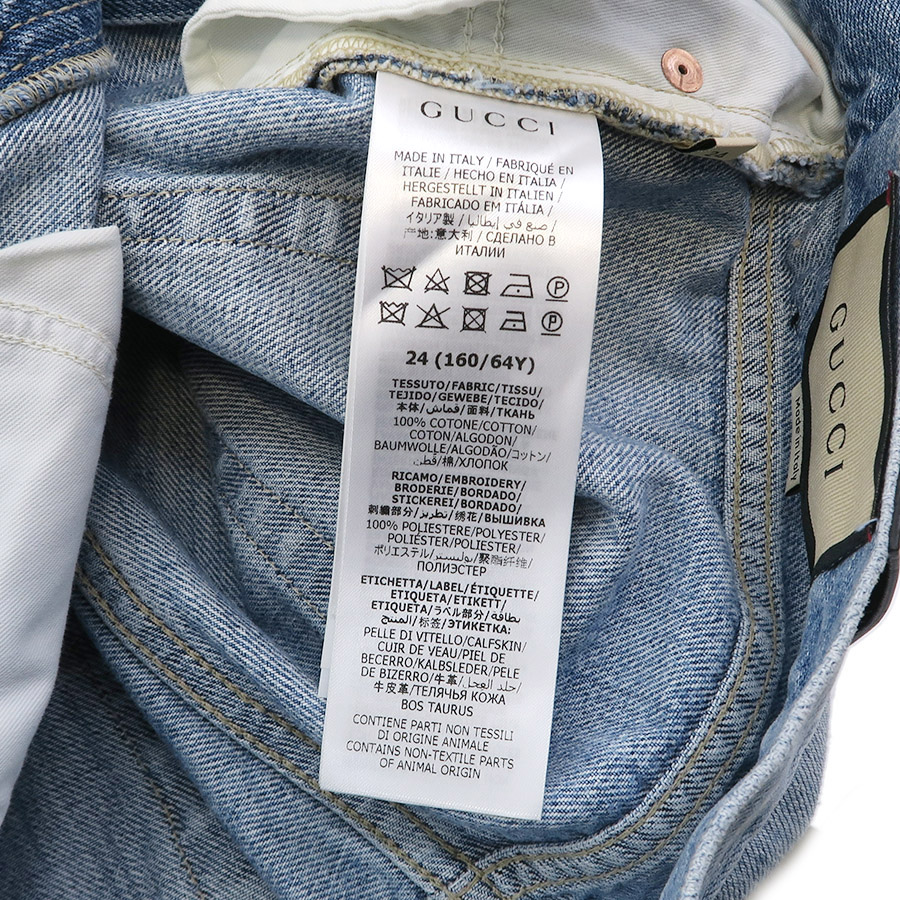 GUCCI
MADE IN ITALY / FABRIQUÉ EN
ITALIE / HECHO EN ITALIA /
HERGESTELLT IN ITALIEN /
FABRICADO EM ITÁLIA /
イタリア製 / صنع في إيطاليا /
产地:意大利 / СДЕЛАНО В
ИТАЛИИ
P
P
24 (160/64Y)
TESSUTO/FABRIC/TISSU/
TEJIDO/GEWEBE/TECIDO/
本体/قماش/面料/ТКАНЬ
100% COTONE/COTTON/
COTON/ALGODON/
BAUMWOLLE/ALGODÃO/コットン/
قطن/棉/ХЛОПОК
RICAMO/EMBROIDERY/
BRODERIE/BORDADO/
STICKEREI/BORDADO/
刺繍部分/تطريز/绣花/ВЫШИВКА
100% POLIESTERE/POLYESTER/
POLYESTER/POLIESTER/
ポリエステル/بوليستر/聚酯纤维/
ПОЛИЭСТЕР
ETICHETTA/LABEL/ÉTIQUETTE/
ETIQUETA/ETIKETT/
ETIQUETA/ラベル部分/بطاقة
المنتج/标签/ЭТИКЕТКА:
PELLE DI VITELLO/CALFSKIN/
CUIR DE VEAU/PIEL DE
BECERRO/KALBSLEDER/PELE
DE BIZERRO/牛革/جلد العجل/
牛皮革/ТЕЛЯЧЬЯ КОЖА
BOS TAURUS
CONTIENE PARTI NON TESSILI
DI ORIGINE ANIMALE
CONTAINS NON-TEXTILE PARTS
OF ANIMAL ORIGIN
GUCCI
Made in Italy